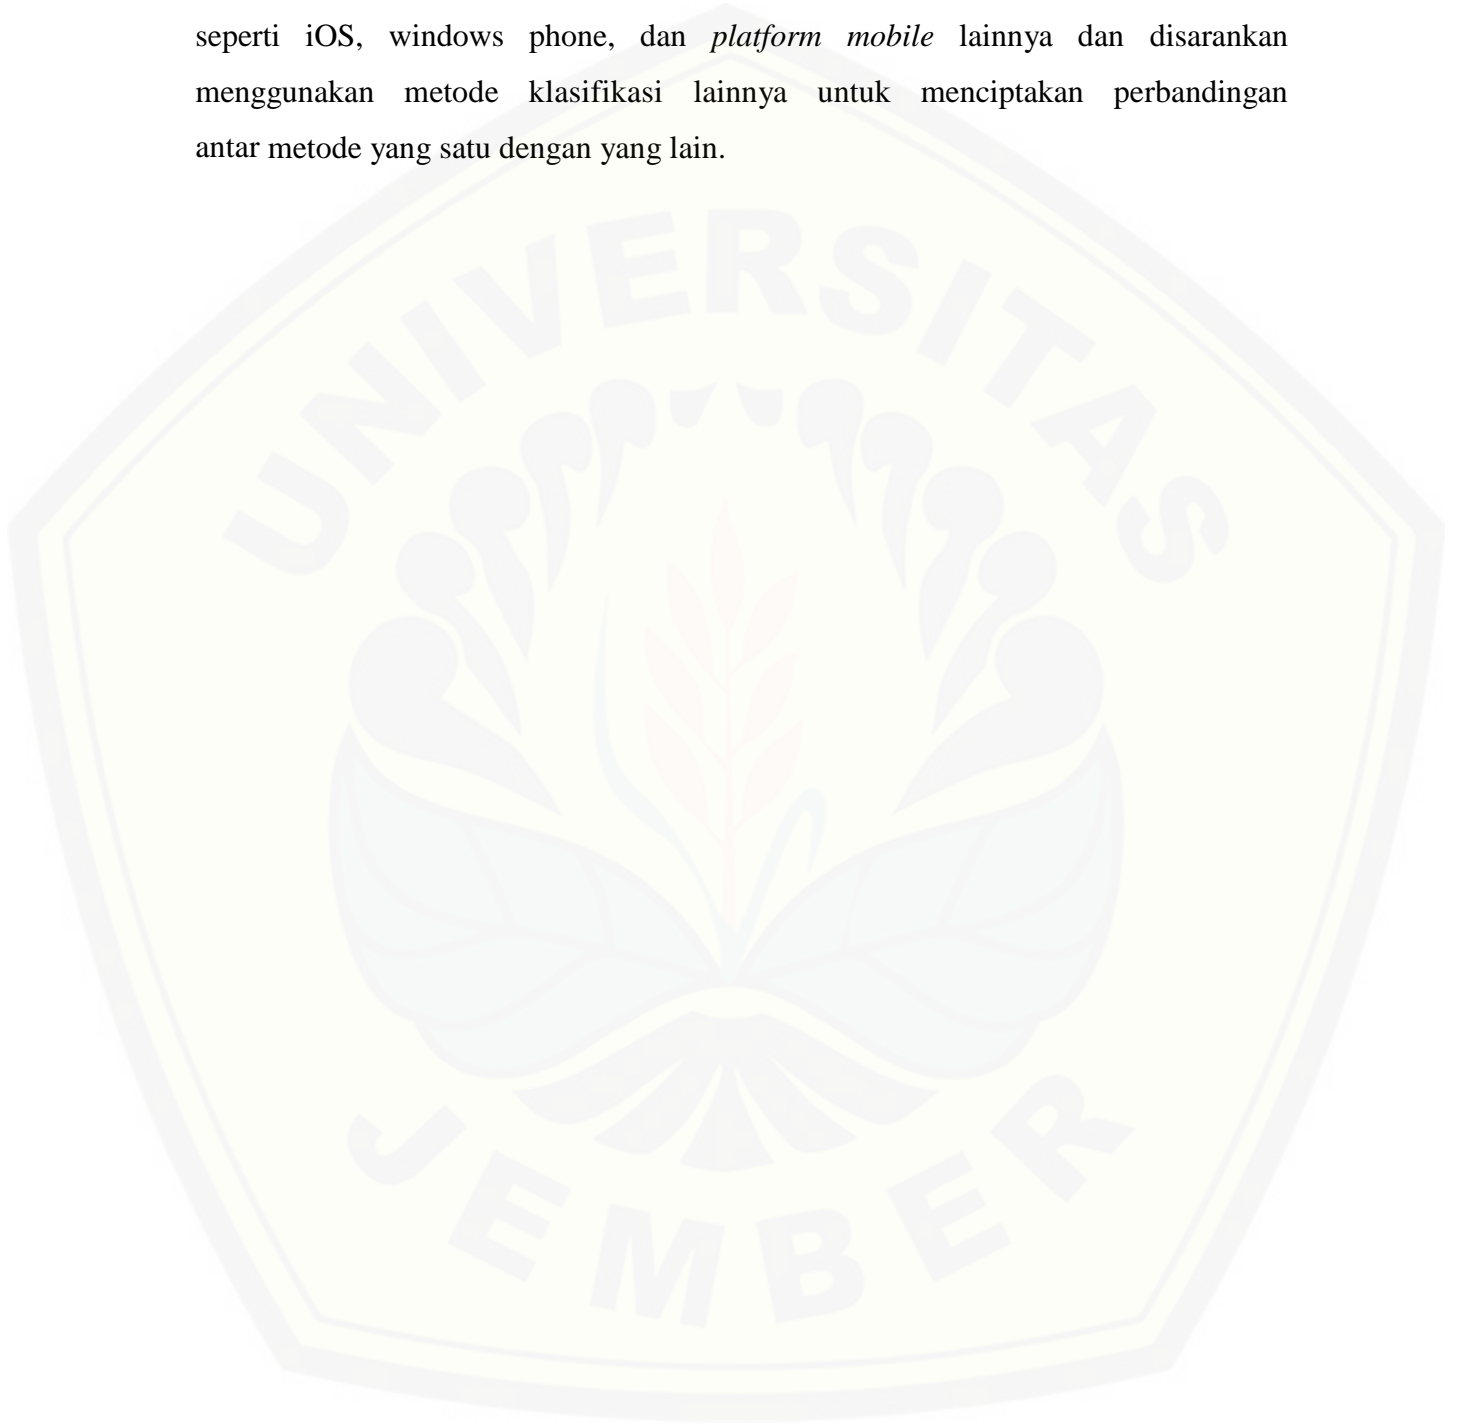 seperti iOS, windows phone, dan platform mobile lainnya dan disarankan
menggunakan metode klasifikasi lainnya untuk menciptakan perbandingan
antar metode yang satu dengan yang lain.
UNIVERSITAS
JEMBER